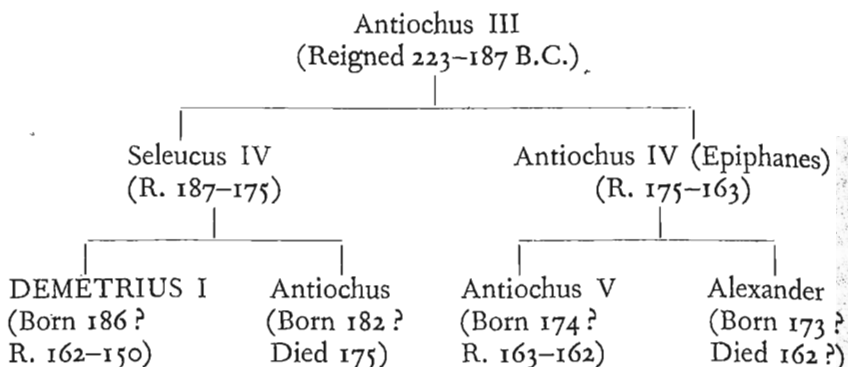 Antiochus III
(Reigned 223–187 B.C.)
Seleucus IV
(R. 187–175)
Antiochus IV (Epiphanes)
(R. 175–163)
DEMETRIUS I
(Born 186?
R. 162–150)
Antiochus
(Born 182?
Died 175)
Antiochus V
(Born 174?
R. 163–162)
Alexander
(Born 173?
Died 162?)